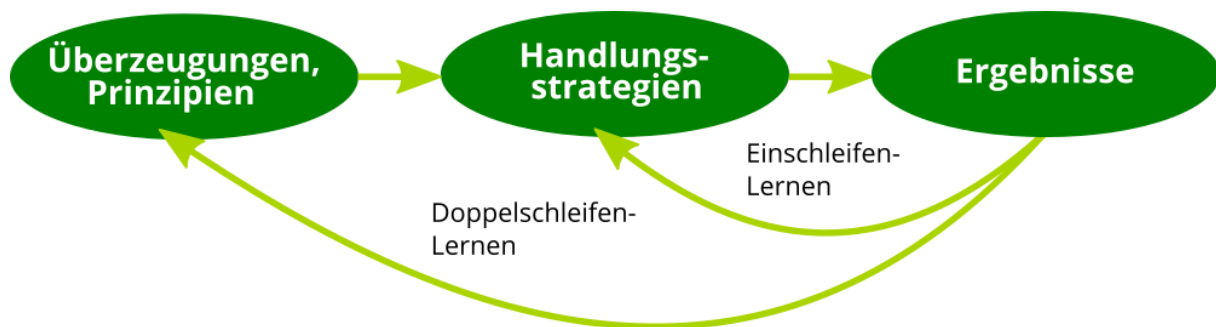 Überzeugungen,
Prinzipien
Handlungs-
strategien
Ergebnisse
Einschleifen-
Lernen
Doppelschleifen-
Lernen